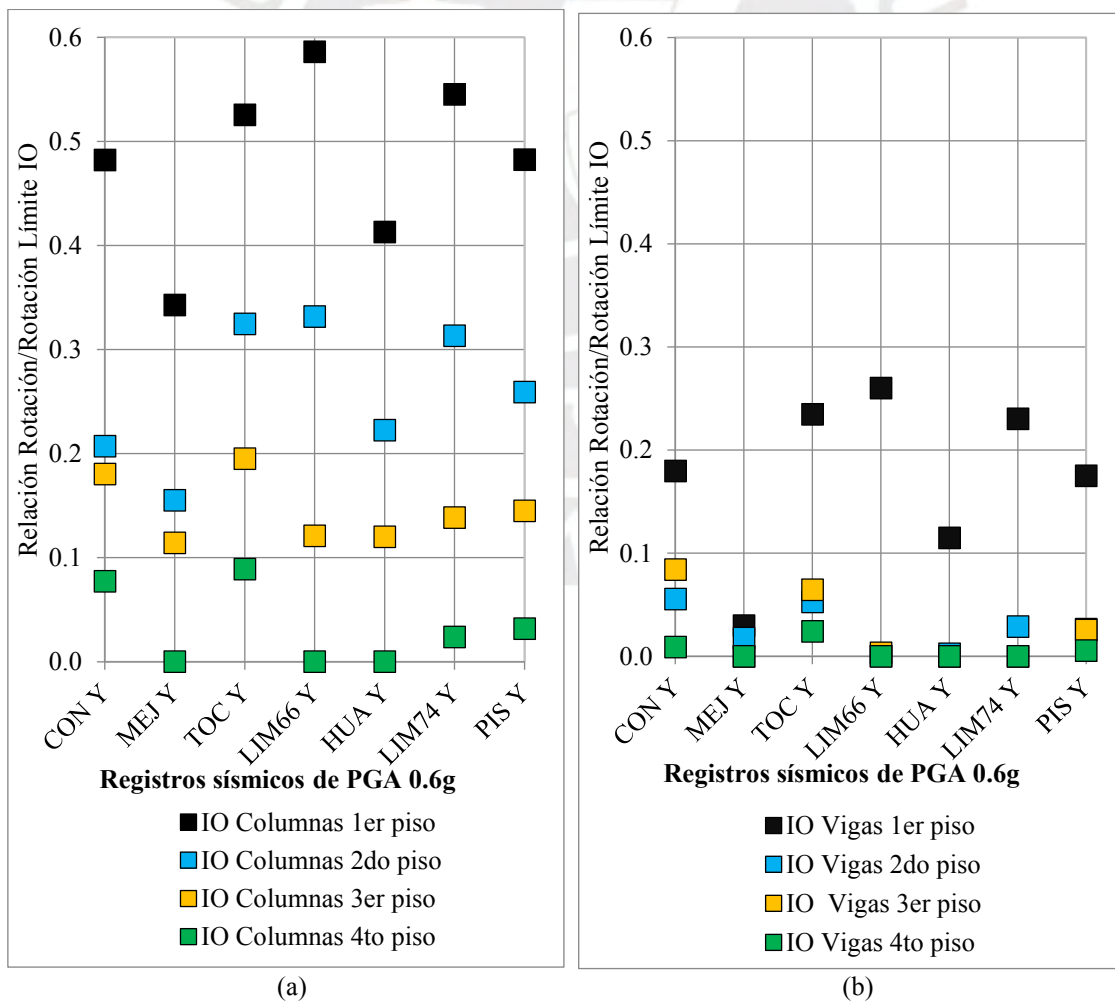 Relación Rotación/Rotación Límite IO
0.6
0.5
0.4
0.3
0.2
0.1
0.0
CON Y
MEJ Y
TOC Y
LIM66 Y
HUA Y
LIM74 Y
PIS Y
Registros sísmicos de PGA 0.6g
IO Columnas 1er piso
IO Columnas 2do piso
IO Columnas 3er piso
IO Columnas 4to piso
(a)
Relación Rotación/Rotación Límite IO
0.6
0.5
0.4
0.3
0.2
0.1
0.0
CON Y
MEJ Y
TOC Y
LIM66 Y
HUA Y
LIM74 Y
PIS Y
Registros sísmicos de PGA 0.6g
IO Vigas 1er piso
IO Vigas 2do piso
IO  Vigas 3er piso
IO Vigas 4to piso
(b)